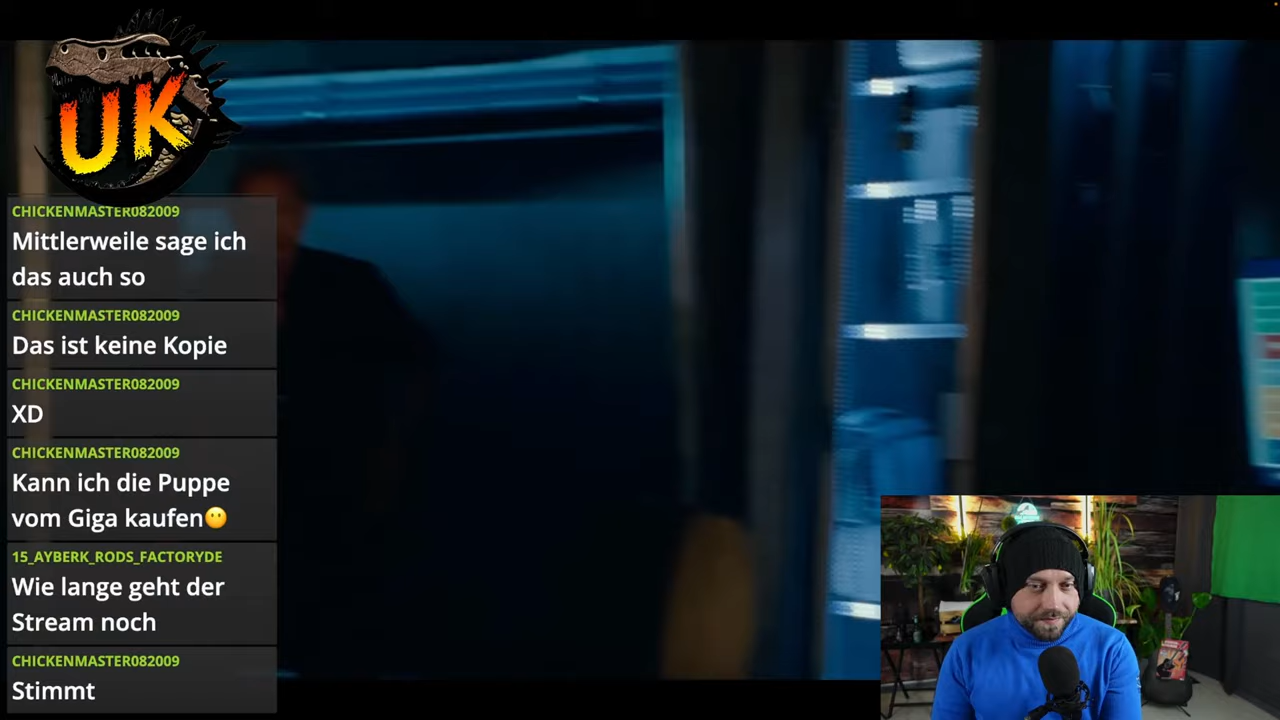 UK
CHICKENMASTER082009
Mittlerweile sage ich
das auch so
CHICKENMASTER082009
Das ist keine Kopie
CHICKENMASTER082009
XD
CHICKENMASTER082009
Kann ich die Puppe
vom Giga kaufen😶
15_AYBERK_RODS_FACTORYDE
Wie lange geht der
Stream noch
CHICKENMASTER082009
Stimmt